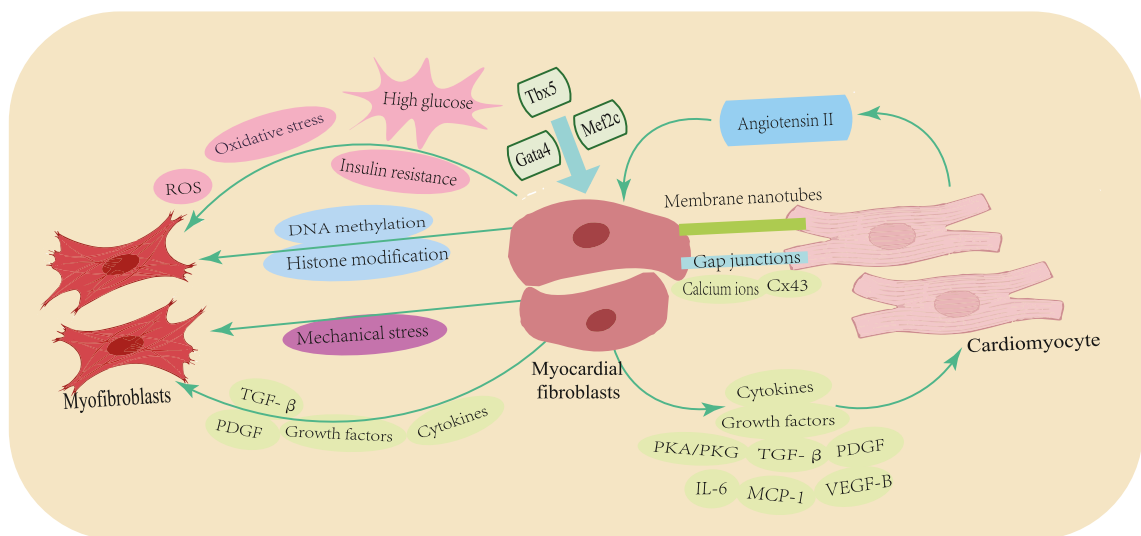 High glucose
Oxidative stress
Insulin resistance
ROS
Tbx5
Mef2c
Gata4
Angiotensin II
DNA methylation
Histone modification
Mechanical stress
Membrane nanotubes
Gap junctions
Calcium ions Cx43
Cardiomyocyte
Myocardial
fibroblasts
Myofibroblasts
TGF- β
PDGF
Growth factors
Cytokines
Cytokines
Growth factors
PKA/PKG
TGF- β
PDGF
IL-6
MCP-1
VEGF-B